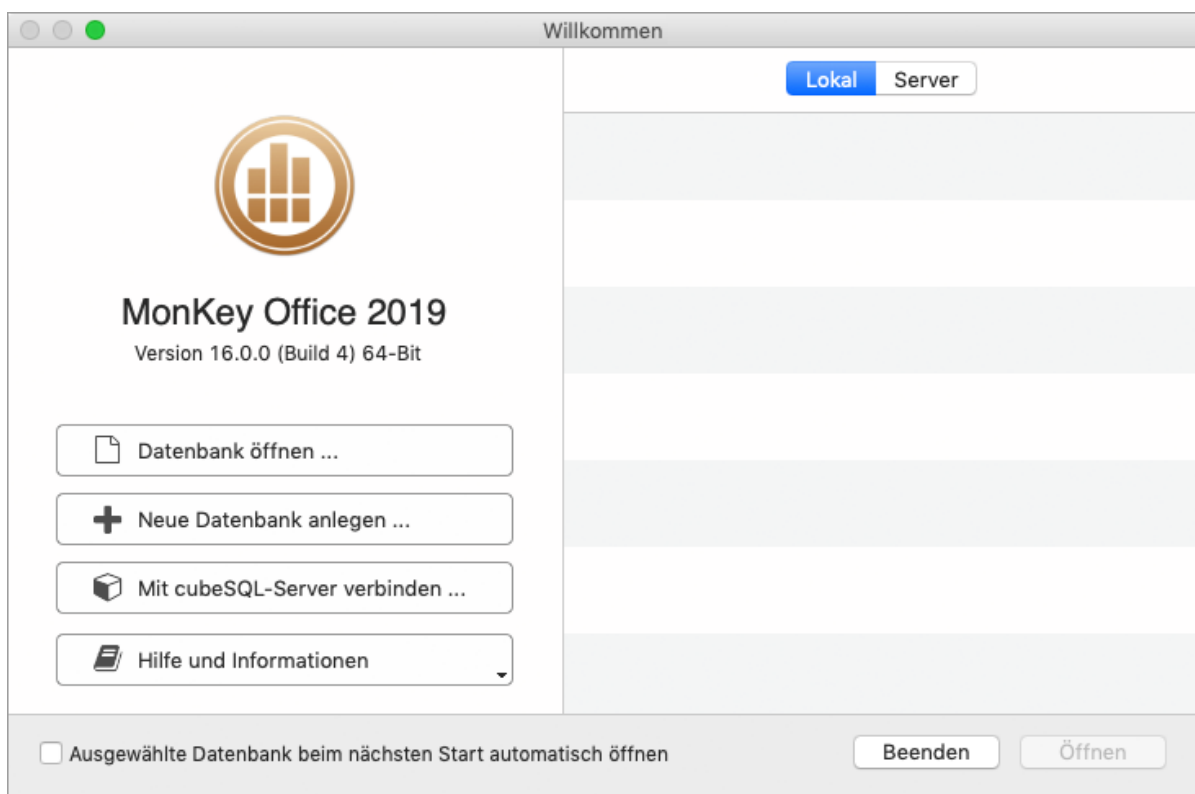 Willkommen
MonKey Office 2019
Version 16.0.0 (Build 4) 64-Bit
Datenbank öffnen ...
Neue Datenbank anlegen ...
Mit cubeSQL-Server verbinden ...
Hilfe und Informationen
Lokal
Server
Ausgewählte Datenbank beim nächsten Start automatisch öffnen
Beenden
Öffnen